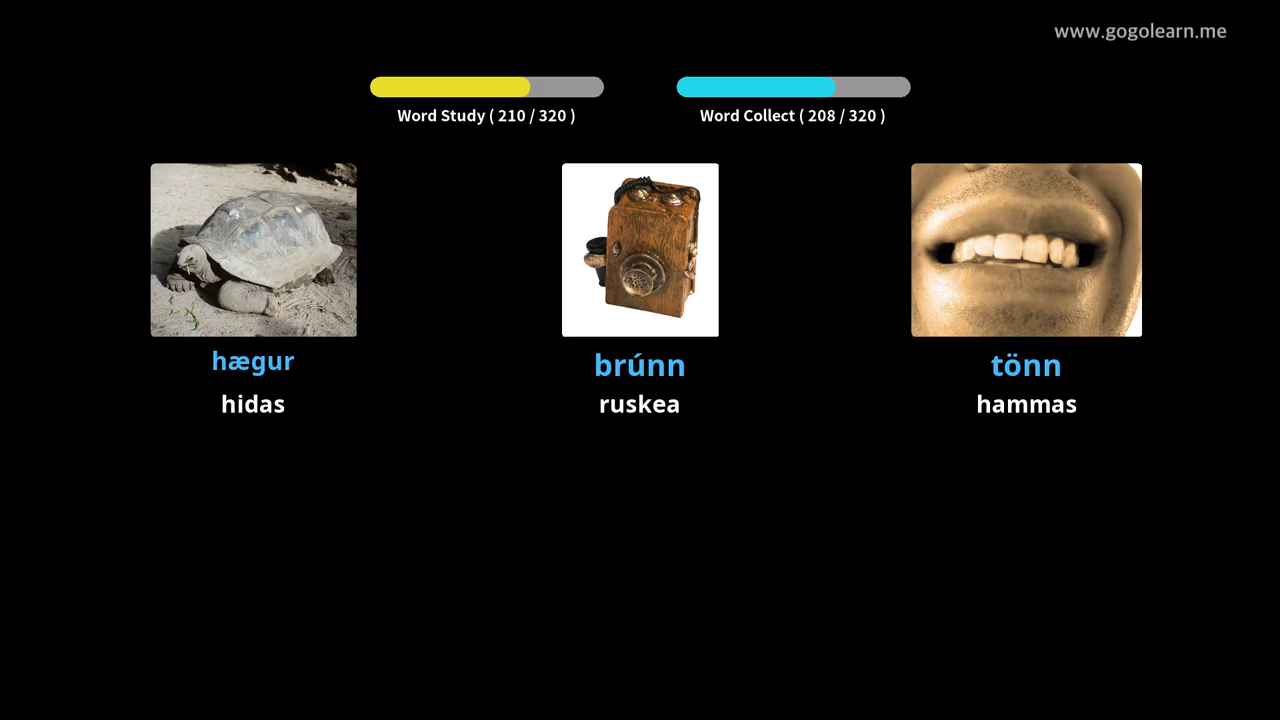 www.gogolearn.me
Word Study ( 210 / 320 )
Word Collect ( 208 / 320 )
hægur
brúnn
tönn
hidas
ruskea
hammas